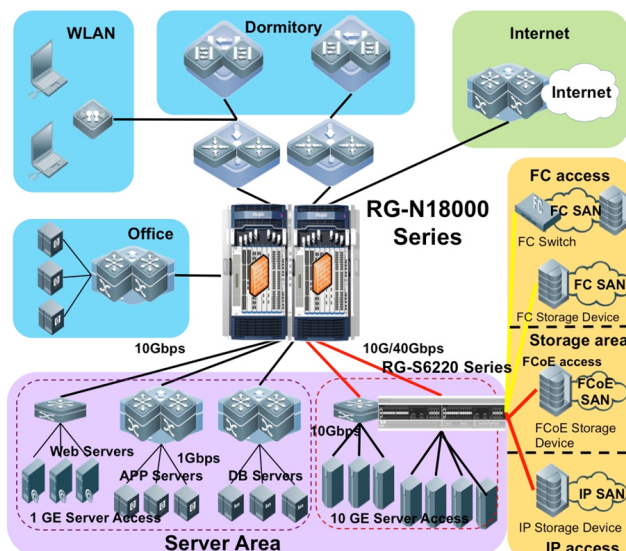 WLAN
Dormitory
Internet
Internet
FC access
FC
FC SAN
FC Switch
RG-N18000
Series
Office
FC SAN
FC Storage Device
10Gbps
10G/40Gbps
Storage area
RG-S6220 Series
FCoE access
FCoE
SAN
10Gbps
FCoE Storage
Device
Web Servers
1Gbps
APP Servers
DB Servers
IP SAN
1 GE Server Access
10 GE Server Access
IP Storage Device
Server Area
IP access